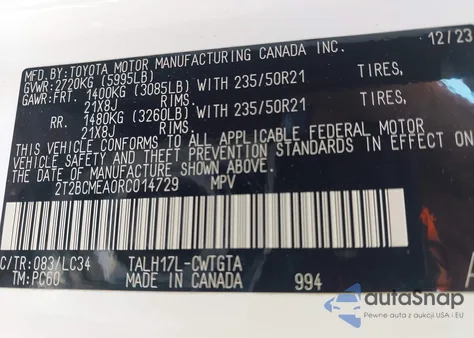 MFD.BY:TOYOTA MOTOR MANUFACTURING CANADA INC. 12/23
GVWR:2720KG (5995LB)
GAWR:FRT. 1400KG (3085LB) WITH 235/50R21 TIRES,
21X8J RIMS.
RR. 1480KG (3260LB) WITH 235/50R21 TIRES,
21X8J RIMS.
THIS VEHICLE CONFORMS TO ALL APPLICABLE FEDERAL MOTOR
VEHICLE SAFETY AND THEFT PREVENTION STANDARDS IN EFFECT ON
THE DATE OF MANUFACTURE SHOWN ABOVE.
2T2BCMEA0RC014729 MPV
C/TR:083/LC34 TALH17L-CWTGTA A
TM:PC60 MADE IN CANADA 994
autoSnap
Pewne auta z aukcji USA i EU